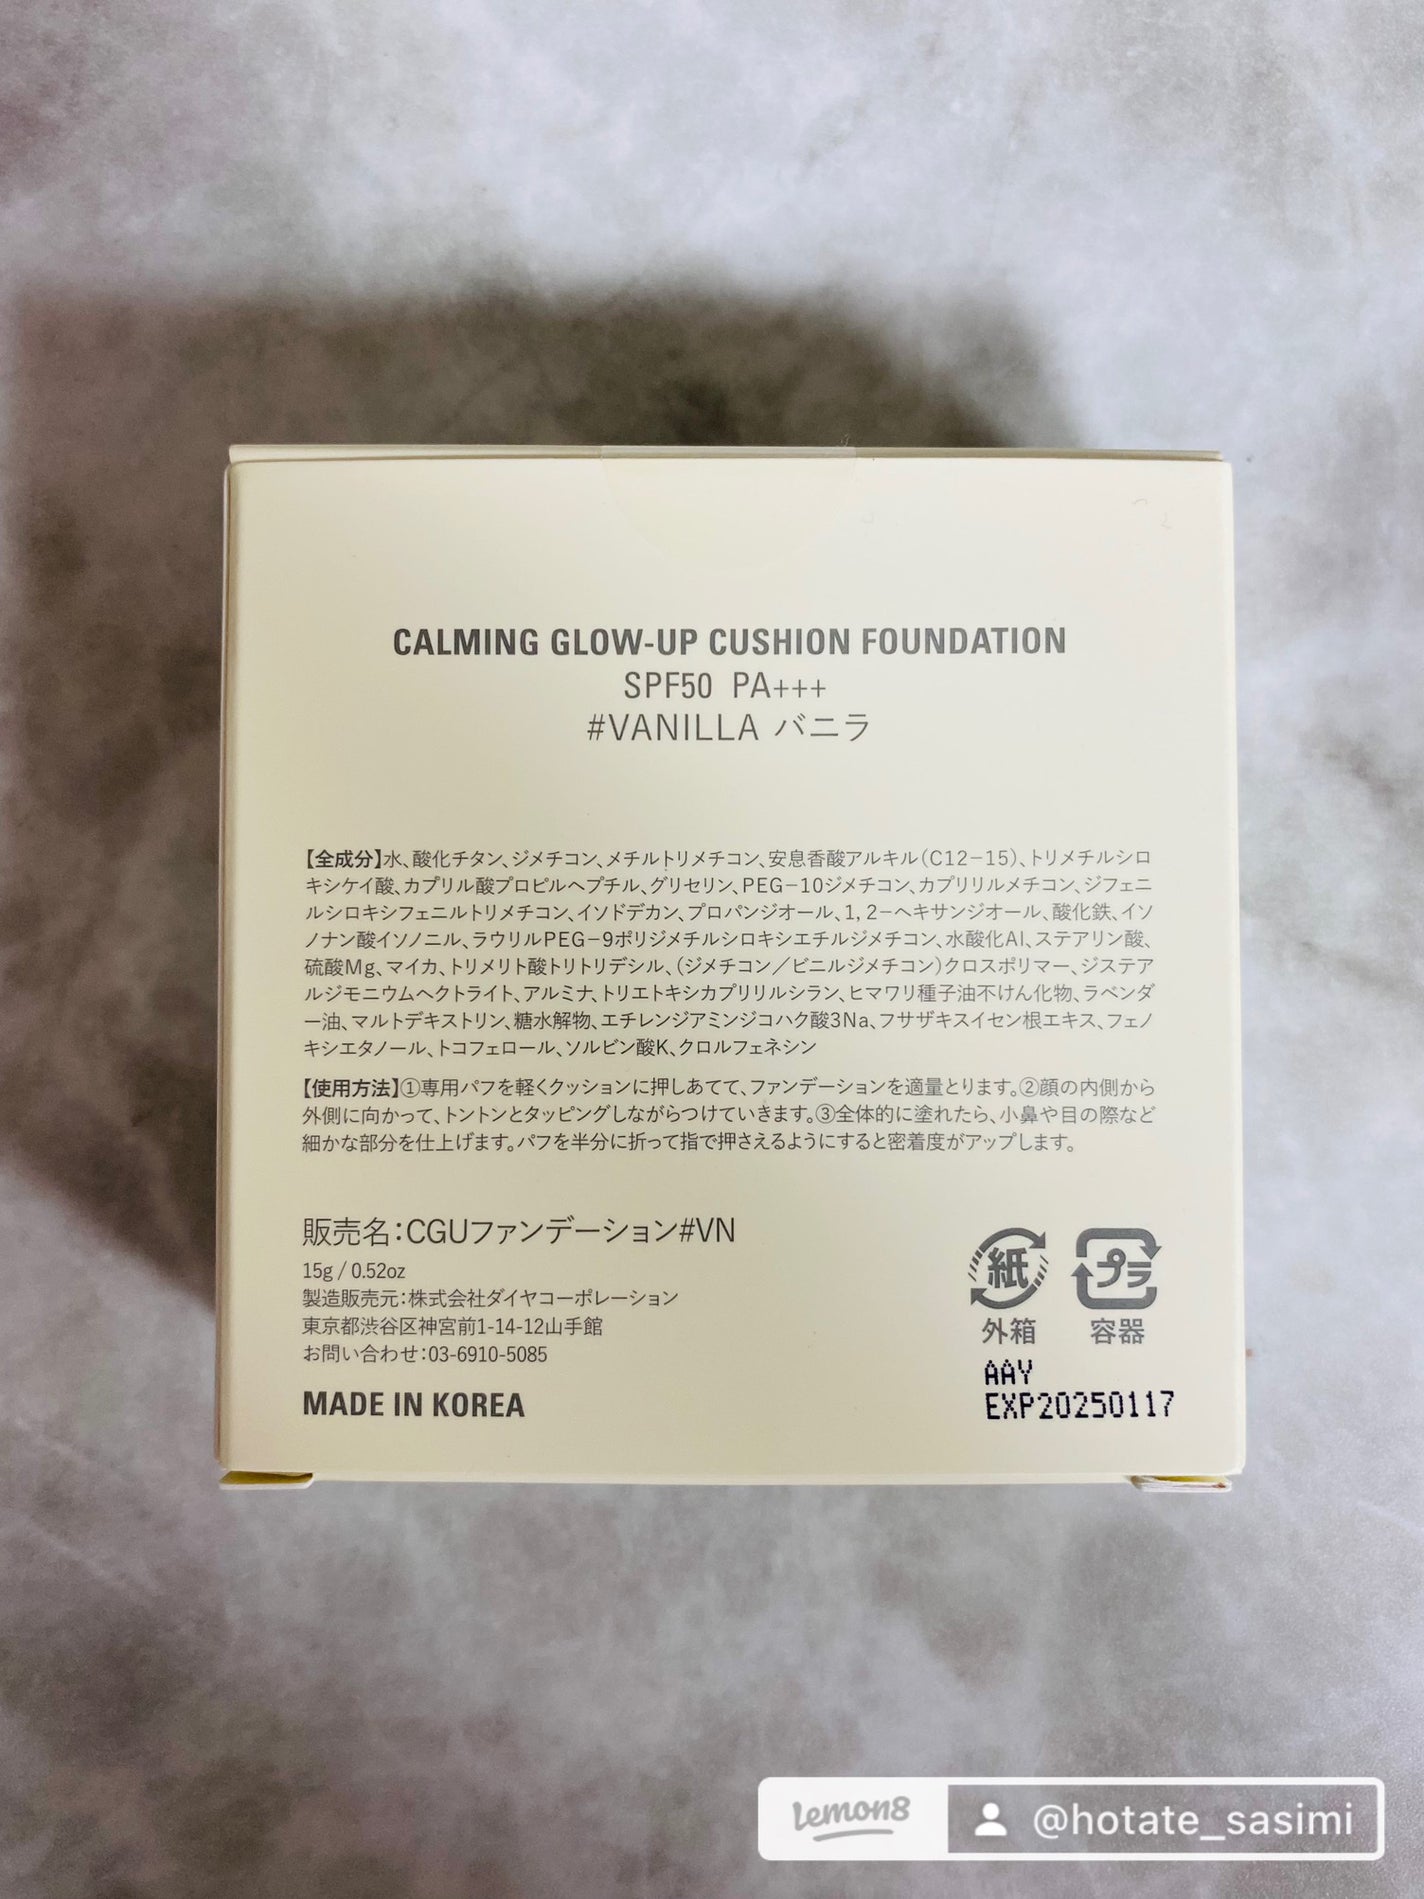 CALMING GLOW-UP CUSHION FOUNDATION
SPF50 PA+++
#VANILLA バニラ
【全成分】水、酸化チタン、ジメチコン、メチルトリメチコン、安息香酸アルキル(C12−15)、トリメチルシロ
キシケイ酸、カプリル酸プロピルヘプチル、グリセリン、PEG−10ジメチコン、カプリリルメチコン、ジフェニ
ルシロキシフェニルトリメチコン、イソドデカン、プロパンジオール、1,2−ヘキサンジオール、酸化鉄、イソ
ノナン酸イソノニル、ラウリルPEG−9ポリジメチルシロキシエチルジメチコン、水酸化Al、ステアリン酸、
硫酸Mg、マイカ、トリメリト酸トリトリデシル、(ジメチコン／ビニルジメチコン)クロスポリマー、ジステア
ルジモニウムヘクトライト、アルミナ、トリエトキシカプリリルシラン、ヒマワリ種子油不けん化物、ラベンダ
ー油、マルトデキストリン、糖水解物、エチレンジアミンジコハク酸3Na、フサザキスイセン根エキス、フェノ
キシエタノール、トコフェロール、ソルビン酸K、クロルフェネシン
【使用方法】①専用パフを軽くクッションに押しあてて、ファンデーションを適量とります。②顔の内側から
外側に向かって、トントンとタッピングしながらつけていきます。③全体的に塗れたら、小鼻や目の際など
細かな部分を仕上げます。パフを半分に折って指で押さえるようにすると密着度がアップします。
販売名：CGUファンデーション#VN
15g / 0.52oz
製造販売元：株式会社ダイヤコーポレーション
東京都渋谷区神宮前1-14-12山手館
お問い合わせ：03-6910-5085
MADE IN KOREA
紙 プラ
外箱 容器
AAY
EXP20250117
lemon8 @hotate_sasimi